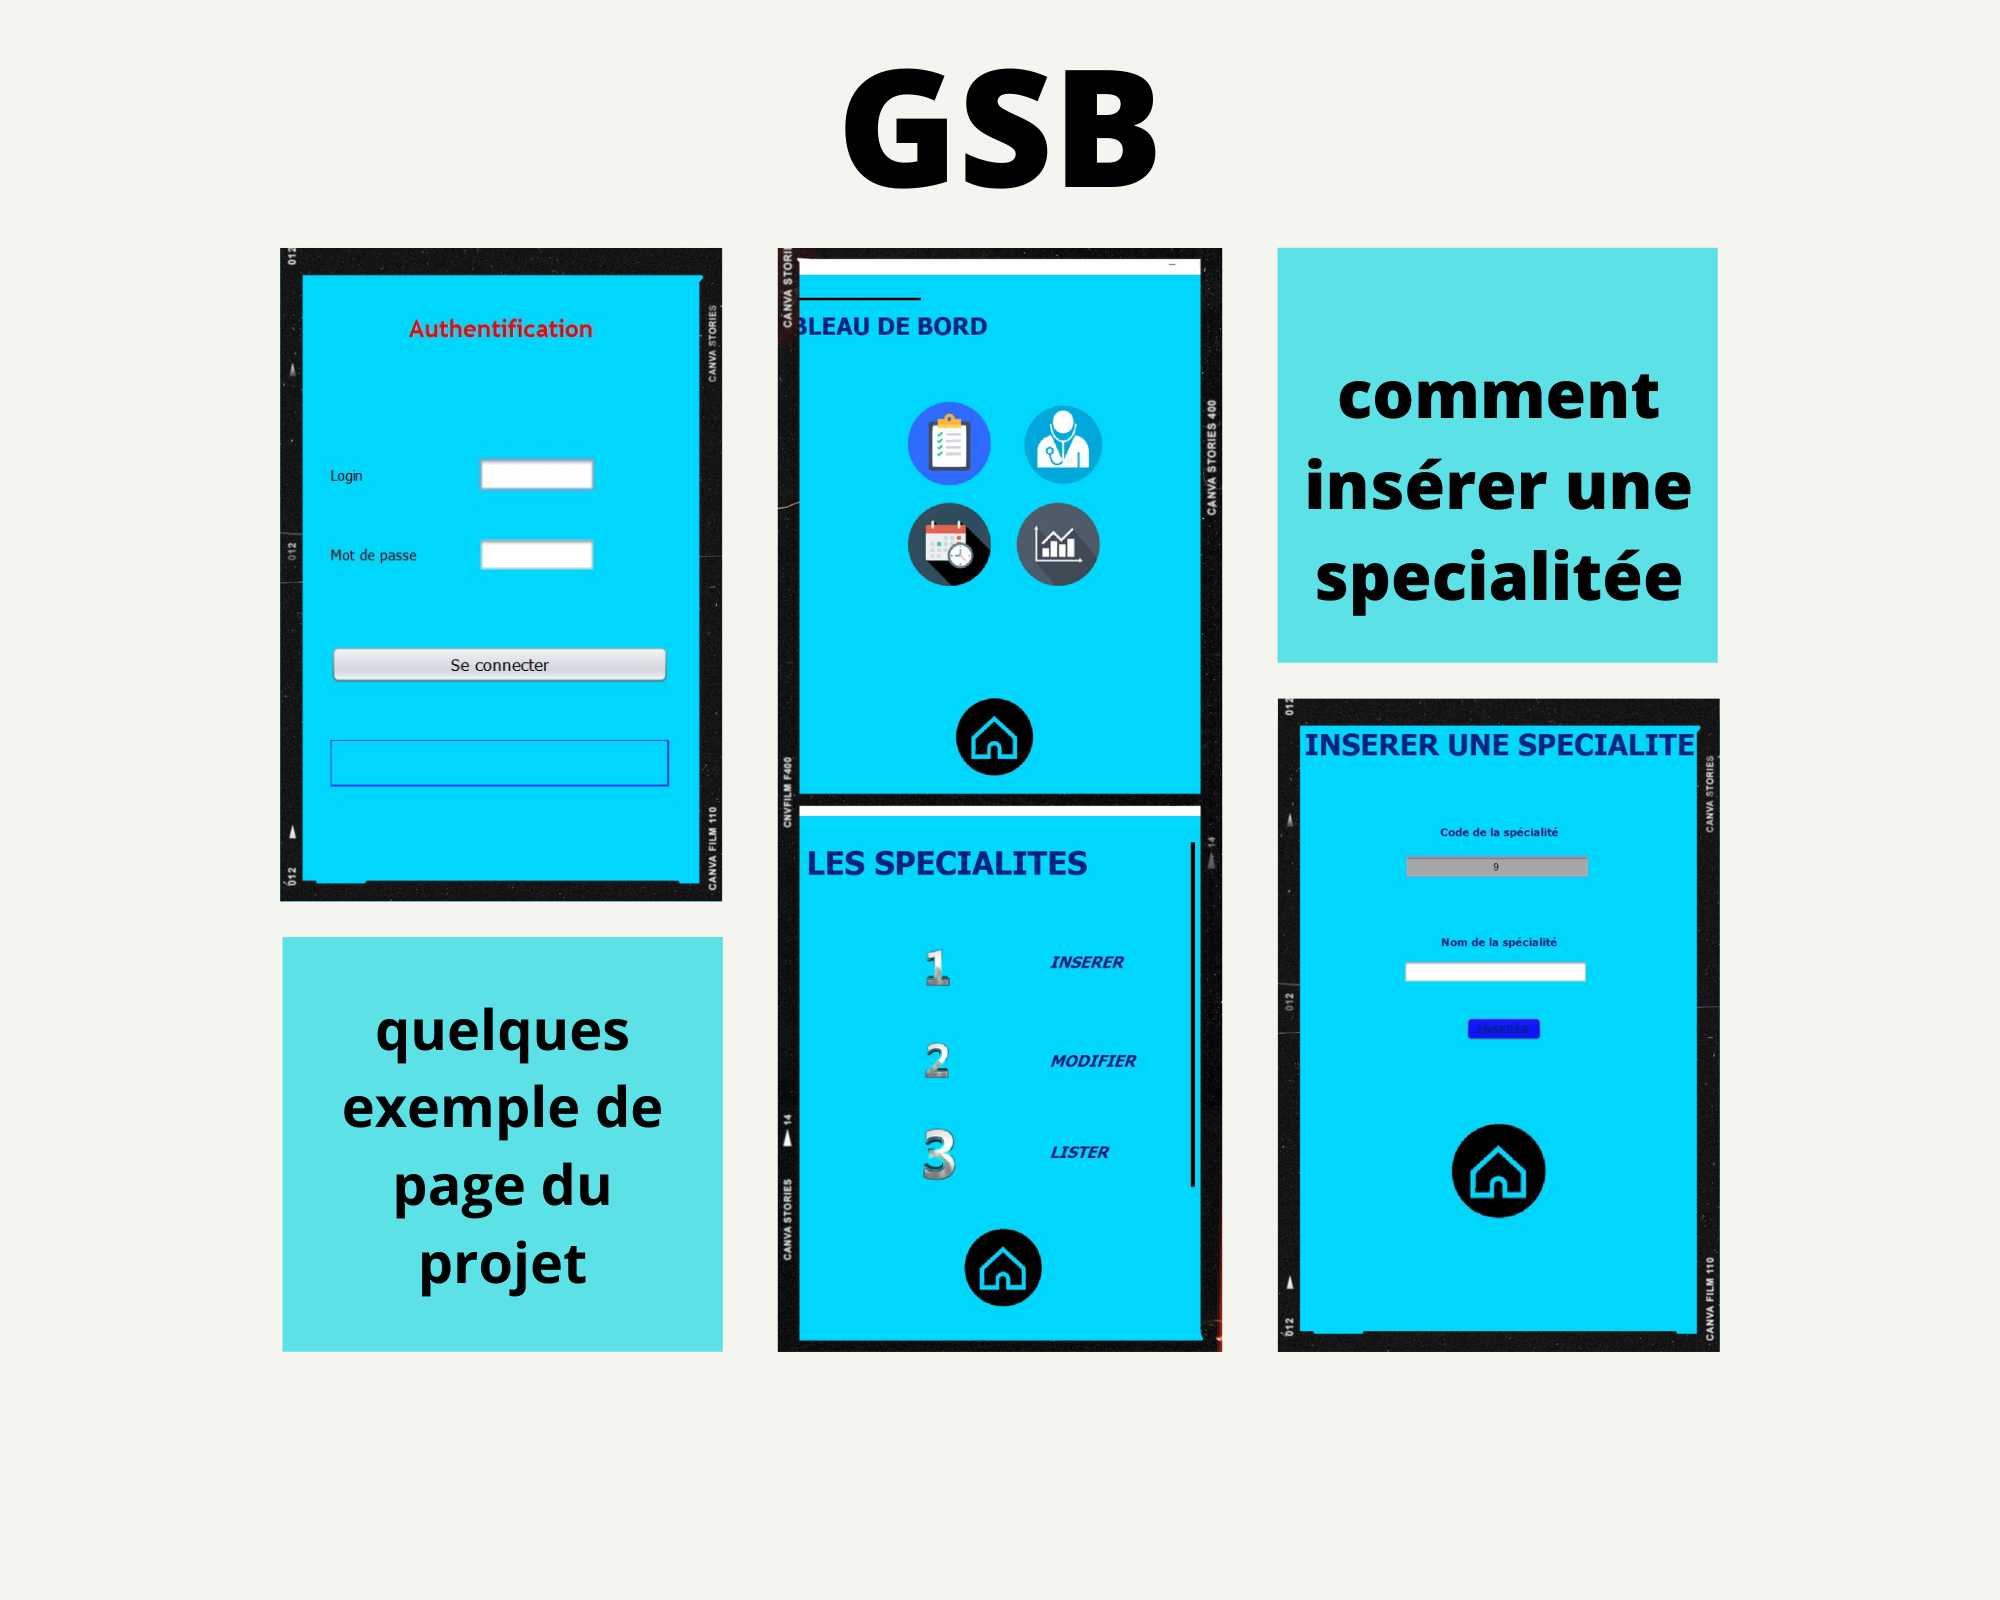 GSB
Authentification
Login
Mot de passe
Se connecter
quelques
exemple de
page du
projet
BLEAU DE BORD
LES SPECIALITES
1 INSERER
2 MODIFIER
3 LISTER
comment
insérer une
specialitée
INSERER UNE SPECIALITE
Code de la spécialité
9
Nom de la spécialité
INSERER
012
CANVA STORIES
012
CANVA FILM 110
012
CANVA STORI
CANVA STORIES 400
CNVFILM F400
14
14
CANVA STORIES
012
CANVA STORIES
012
CANVA FILM 110
012